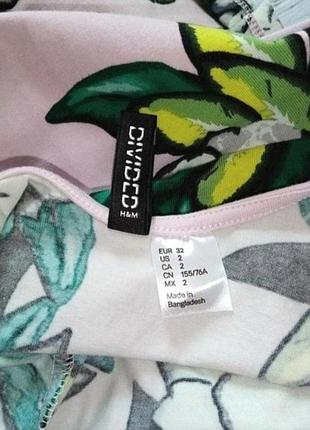 DIVIDED
H&M
EUR 32
US 2
CA 2
CN 155/76A
MX 2
Made in
Bangladesh